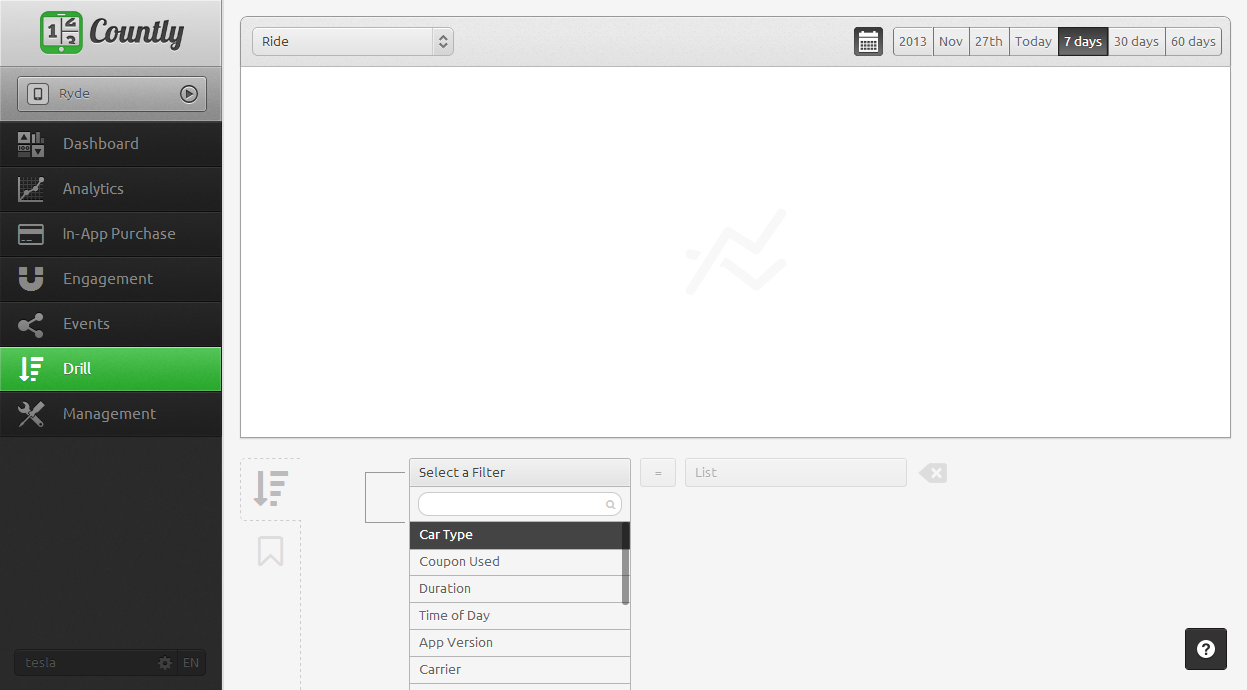 Countly
Ryde
Dashboard
Analytics
In-App Purchase
Engagement
Events
Drill
Management
tesla
EN
Ride
2013 Nov 27th Today 7 days 30 days 60 days
Select a Filter = List
Car Type
Coupon Used
Duration
Time of Day
App Version
Carrier
?